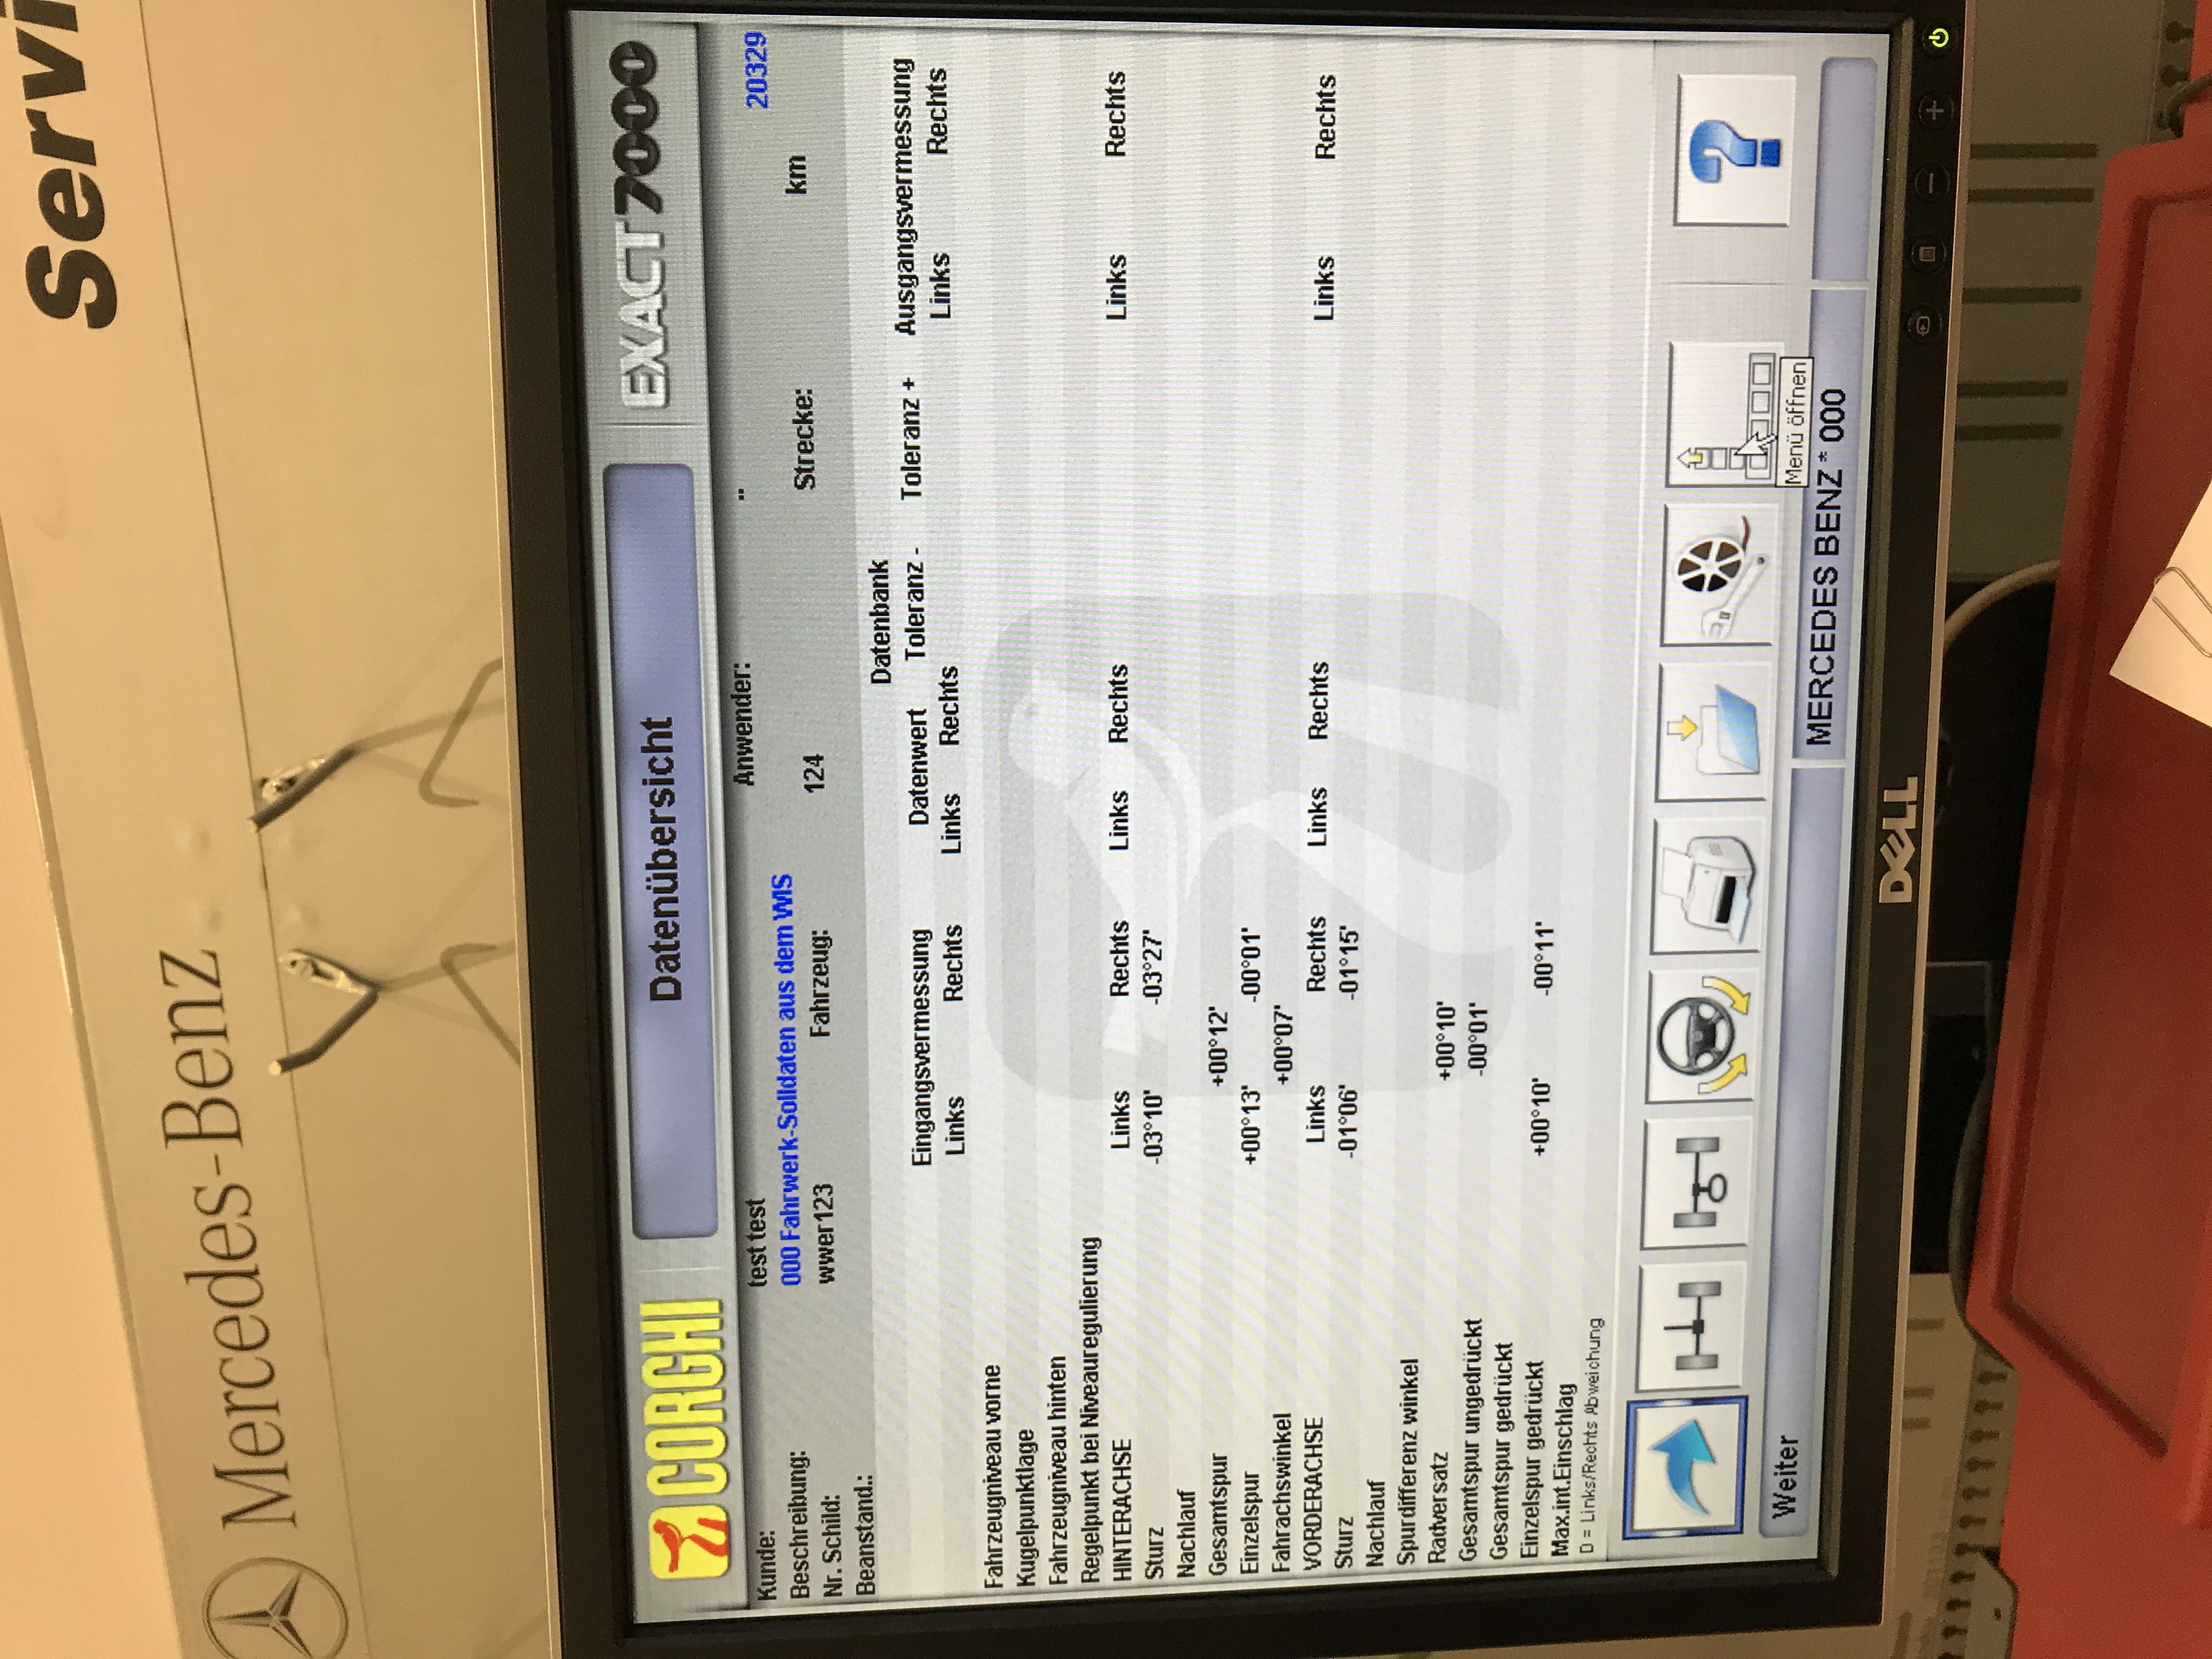 Servi
Mercedes-Benz
CORGHI
Datenübersicht
EXACT7000
Kunde: test test Anwender: -- 20329
Beschreibung: 000 Fahrwerk-Solldaten aus dem WIS
Nr. Schild: wwer123 Fahrzeug: 124 Strecke: km
Beanstand.:
Datenbank
Eingangsvermessung Datenwert Toleranz - Toleranz + Ausgangsvermessung
Links Rechts Links Rechts Links Rechts
Fahrzeugniveau vorne
Kugelpunktlage
Fahrzeugniveau hinten
Regelpunkt bei Niveauregulierung
HINTERACHSE Links Rechts Links Rechts Links Rechts
Sturz -03°10' -03°27'
Nachlauf
Gesamtspur +00°12'
Einzelspur +00°13' -00°01'
Fahrachswinkel +00°07'
VORDERACHSE Links Rechts Links Rechts Links Rechts
Sturz -01°06' -01°15'
Nachlauf
Spurdifferenz winkel
Radversatz +00°10'
Gesamtspur ungedrückt -00°01'
Gesamtspur gedrückt
Einzelspur gedrückt +00°10' -00°11'
Max.int.Einschlag
D = Links/Rechts Abweichung
?
Menü öffnen
Weiter
MERCEDES BENZ * 000
DELL